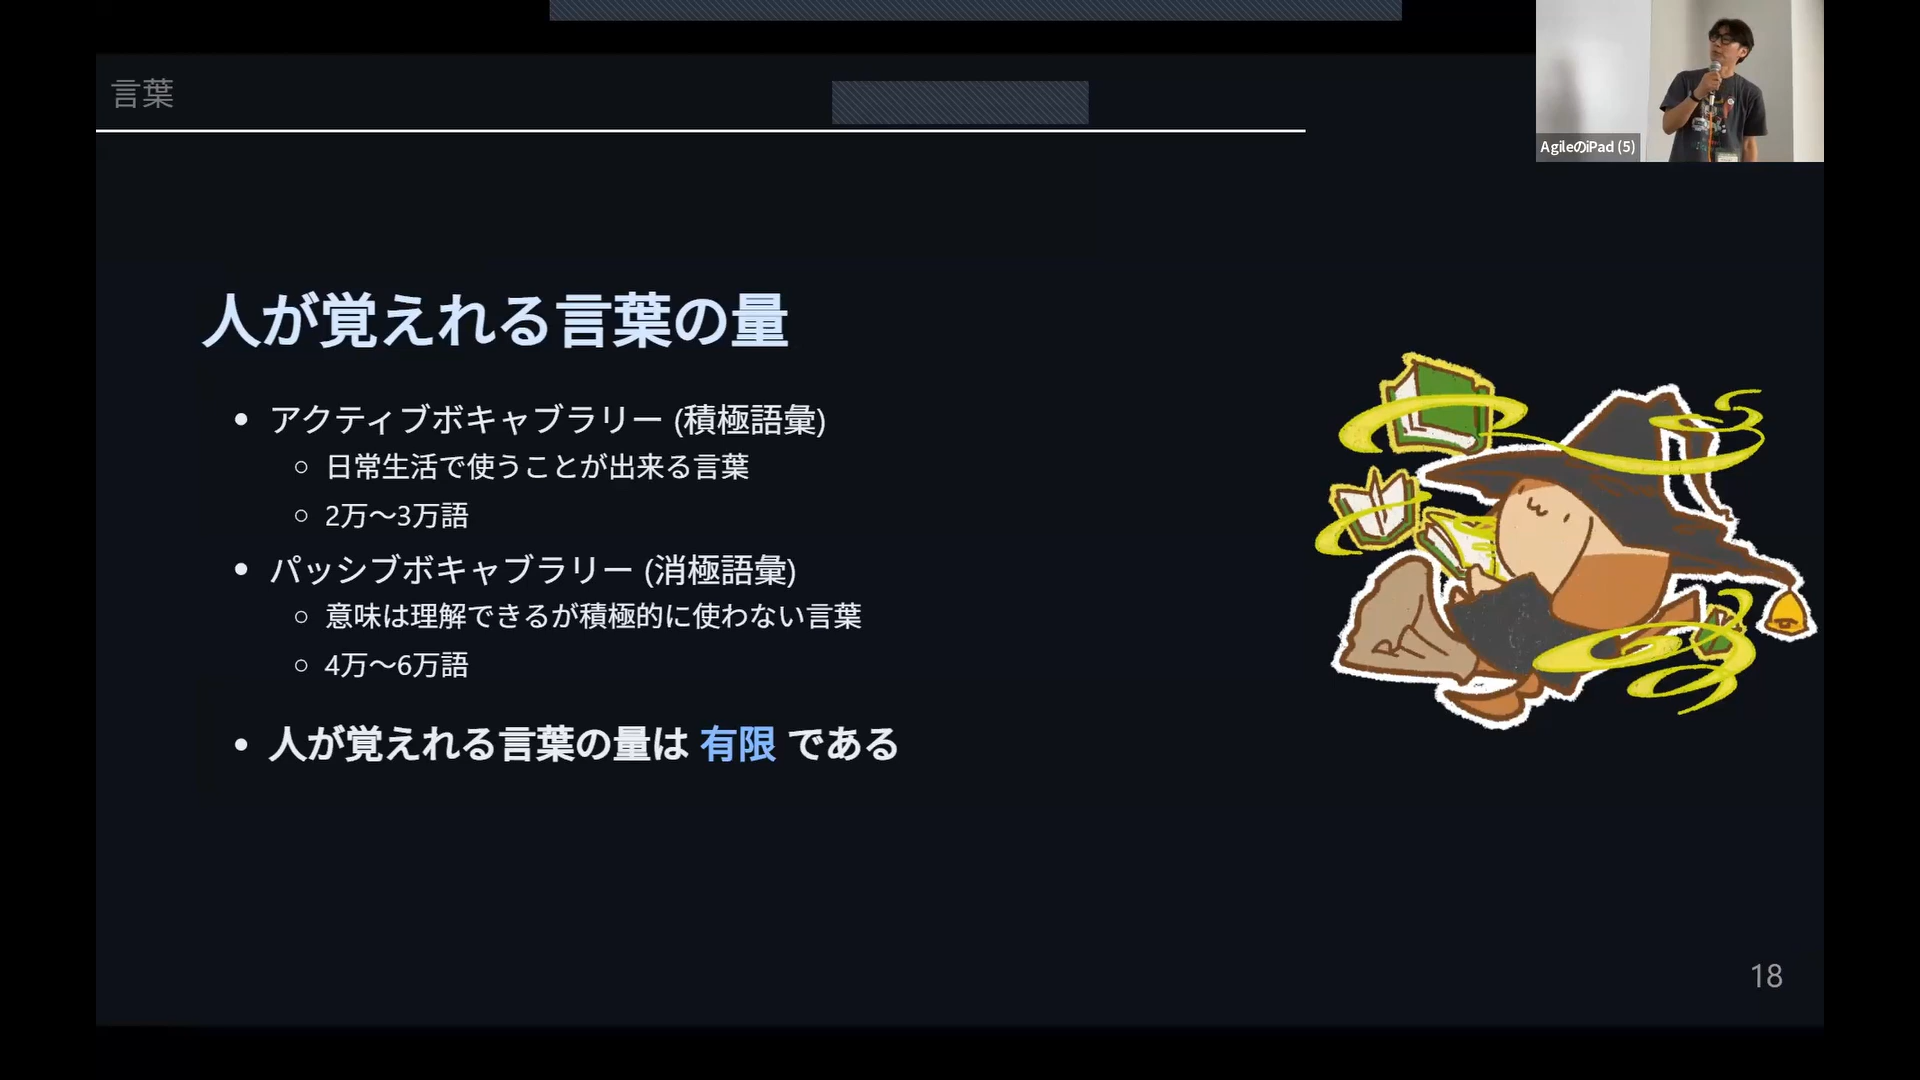 言葉
AgileのiPad (5)
人が覚えれる言葉の量
アクティブボキャブラリー (積極語彙)
日常生活で使うことが出来る言葉
2万〜3万語
パッシブボキャブラリー (消極語彙)
意味は理解できるが積極的に使わない言葉
4万〜6万語
人が覚えれる言葉の量は 有限 である
18